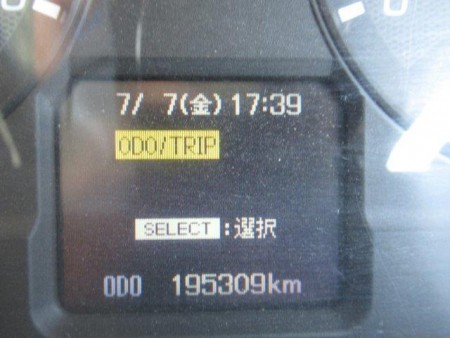 7/ 7(金) 17:39
ODO/TRIP
SELECT :選択
ODO 195309km